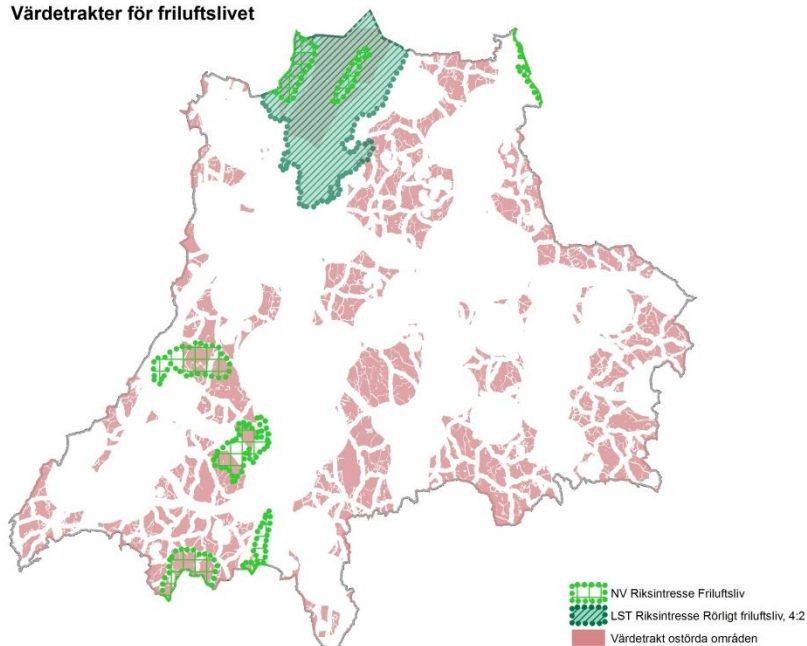 Värdetrakter för friluftslivet
NV Riksintresse Friluftsliv
LST Riksintresse Rörligt friluftsliv, 4:2
Värdetrakt ostörda områden